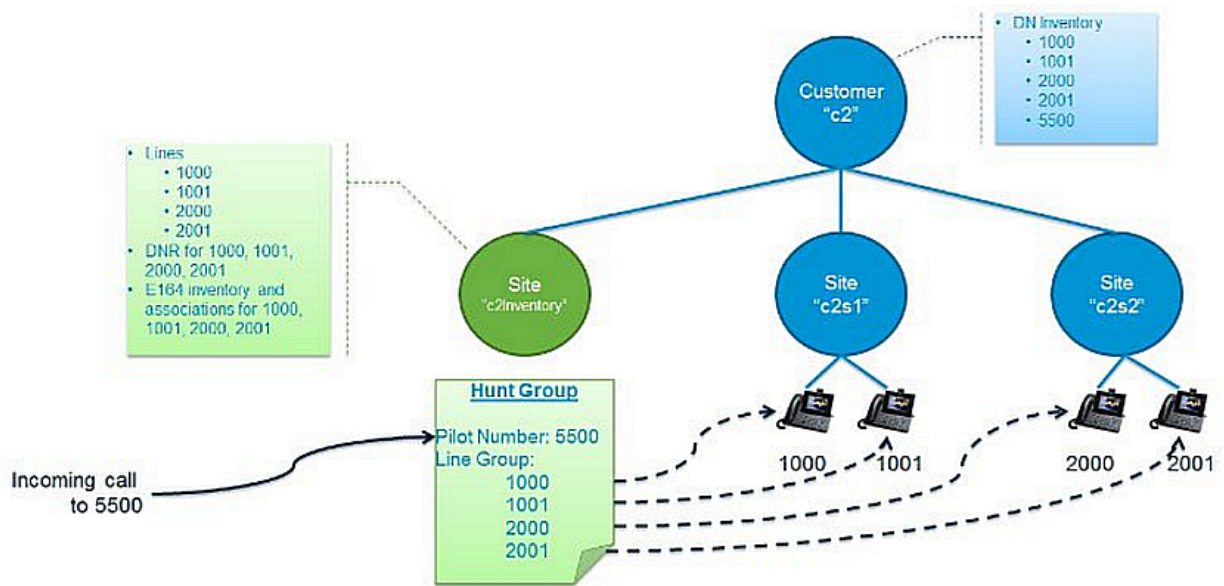 • DN Inventory
• 1000
• 1001
• 2000
• 2001
• 5500
Customer
"c2"
• Lines
• 1000
• 1001
• 2000
• 2001
• DNR for 1000, 1001,
2000, 2001
• E164 inventory and
associations for 1000,
1001, 2000, 2001
Site
"c2Inventory"
Site
"c2s1"
Site
"c2s2"
Hunt Group
Pilot Number: 5500
Line Group:
1000
1001
2000
2001
Incoming call
to 5500
1000
1001
2000
2001